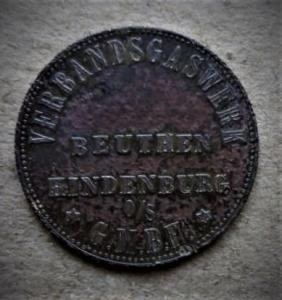 VERBANDSGASWERK
BEUTHEN
HINDENBURG
O/S
* G.M.B.H. *